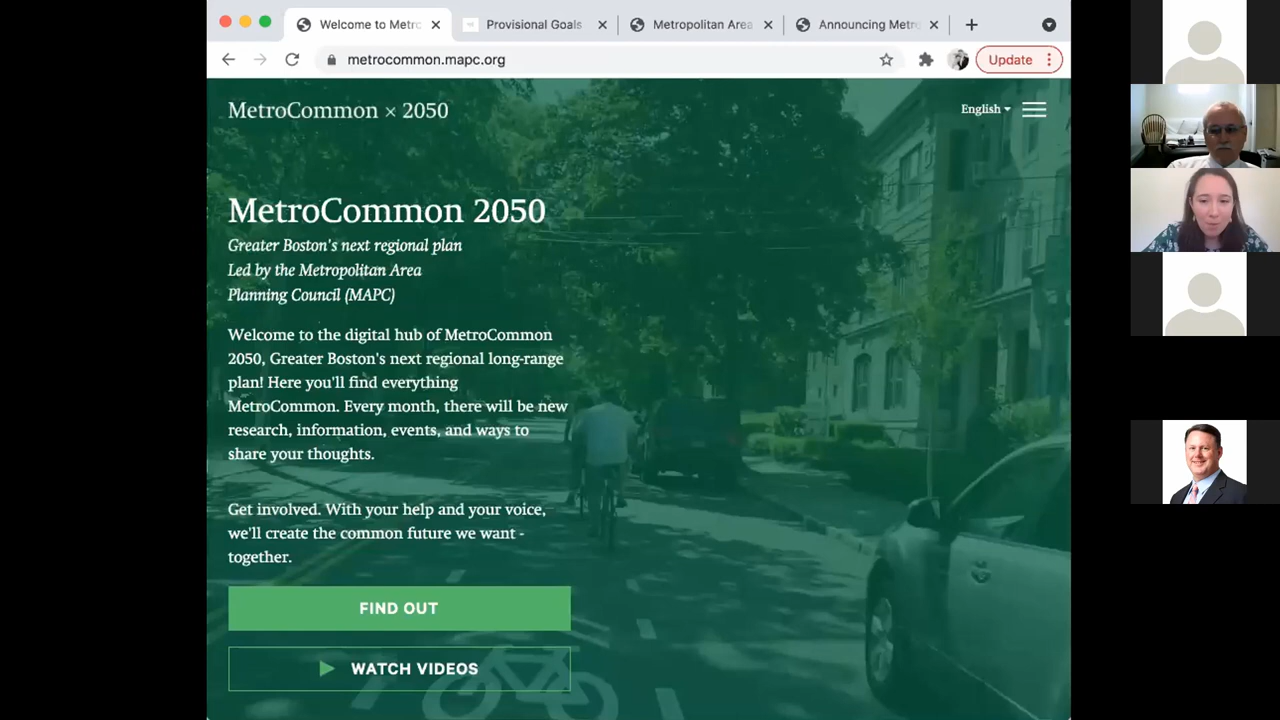 Welcome to Metro
Provisional Goals
Metropolitan Area
Announcing Metro
metrocommon.mapc.org
Update
MetroCommon × 2050
English
MetroCommon 2050
Greater Boston's next regional plan
Led by the Metropolitan Area
Planning Council (MAPC)
Welcome to the digital hub of MetroCommon
2050, Greater Boston's next regional long-range
plan! Here you'll find everything
MetroCommon. Every month, there will be new
research, information, events, and ways to
share your thoughts.
Get involved. With your help and your voice,
we'll create the common future we want -
together.
FIND OUT
WATCH VIDEOS